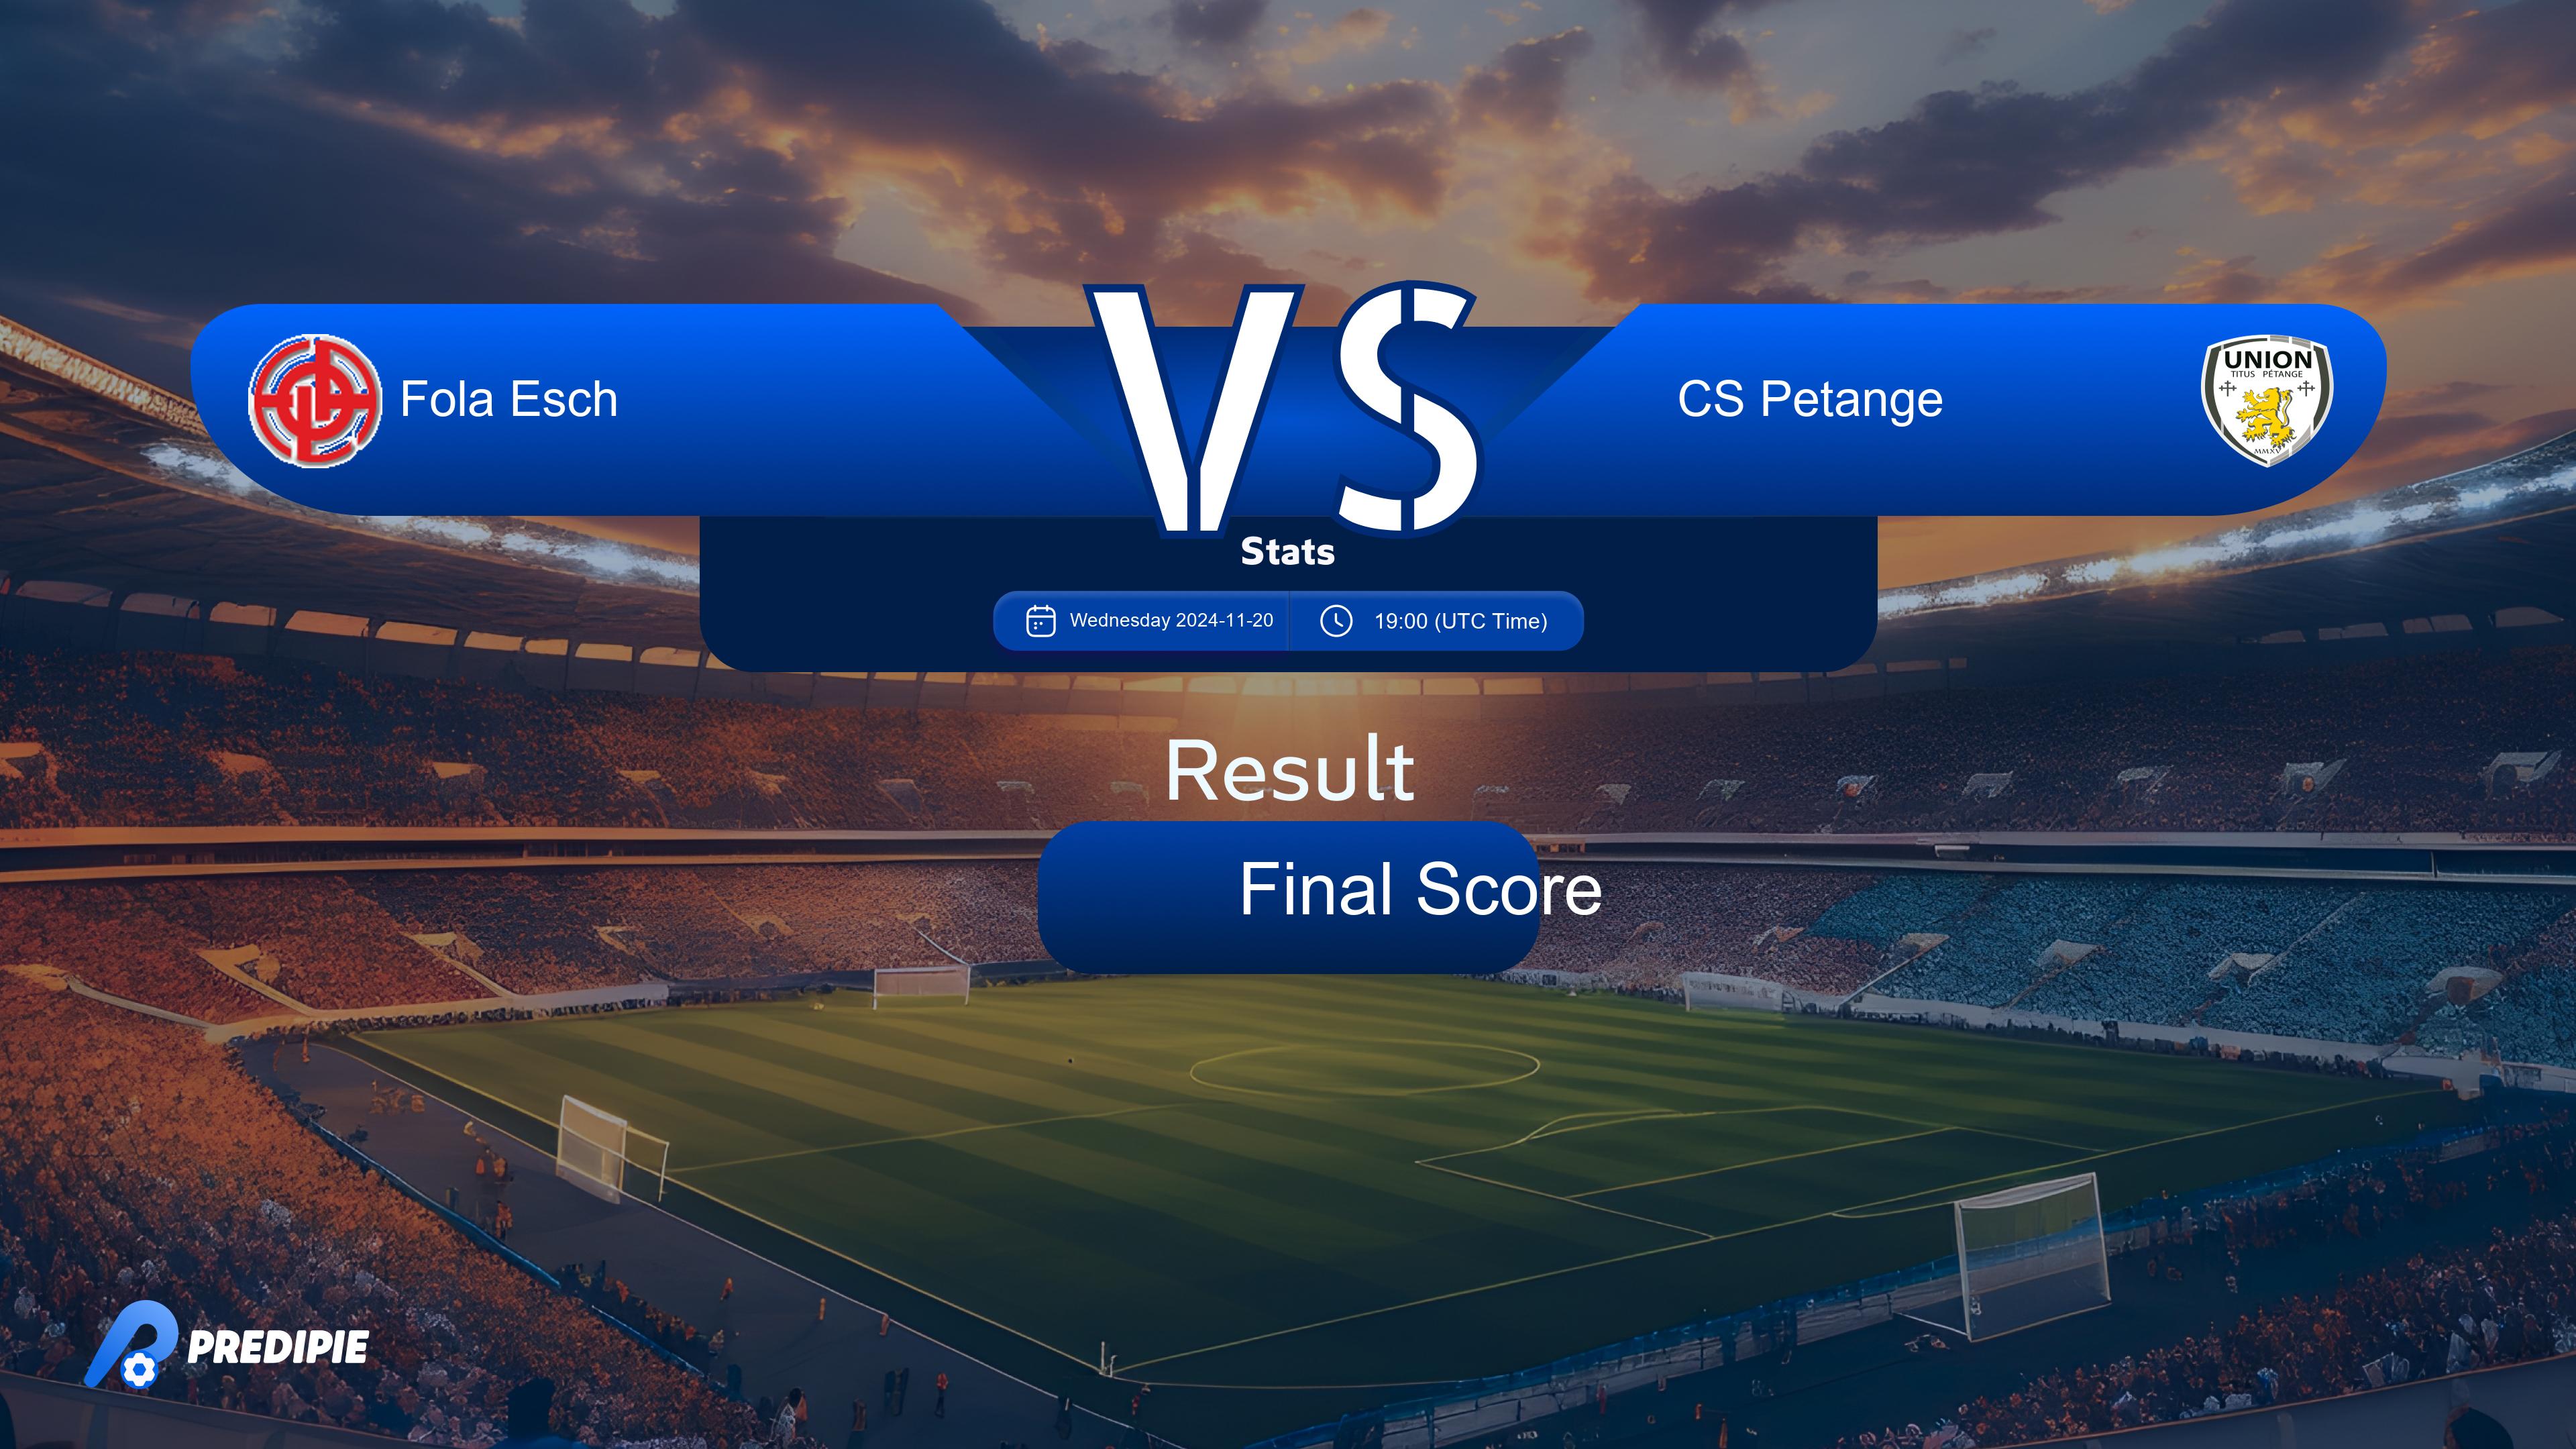 VS
Fola Esch
CS Petange
UNION
TITUS PÉTANGE
MMXV
Stats
Wednesday 2024-11-20
19:00 (UTC Time)
Result
Final Score
PREDIPIE